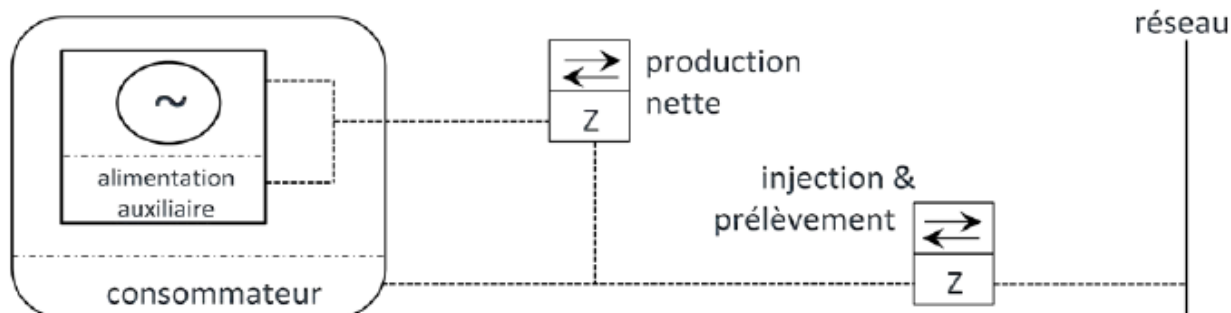 réseau
production
nette
~
Z
alimentation
auxiliaire
injection &
prélèvement
Z
consommateur